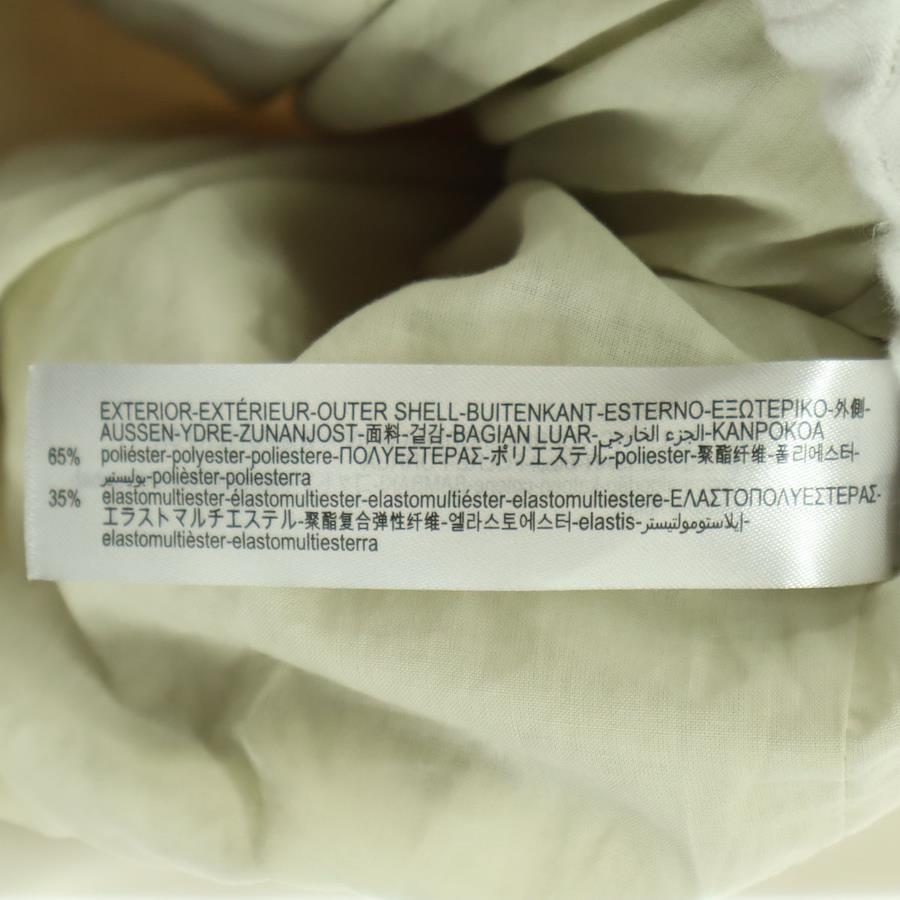 EXTERIOR-EXTÉRIEUR-OUTER SHELL-BUITENKANT-ESTERNO-ΕΞΩΤΕΡΙΚΟ-外側-
AUSSEN-YDRE-ZUNANJOST-面料-겉감-BAGIAN LUAR-الجزء الخارجي-KANPOKOA
65% poliéster-polyester-poliestere-ΠΟΛΥΕΣΤΕΡΑΣ-ポリエステル-poliester-聚酯纤维-폴리에스터-
بوليستير-polièster-poliesterra
35% elastomultiester-élastomultiester-elastomultiéster-elastomultiestere-ΕΛΑΣΤΟΠΟΛΥΕΣΤΕΡΑΣ-
エラストマルチエステル-聚酯复合弹性纤维-엘라스토에스터-elastis-إيلاستومولتيستر-
elastomultièster-elastomultiesterra